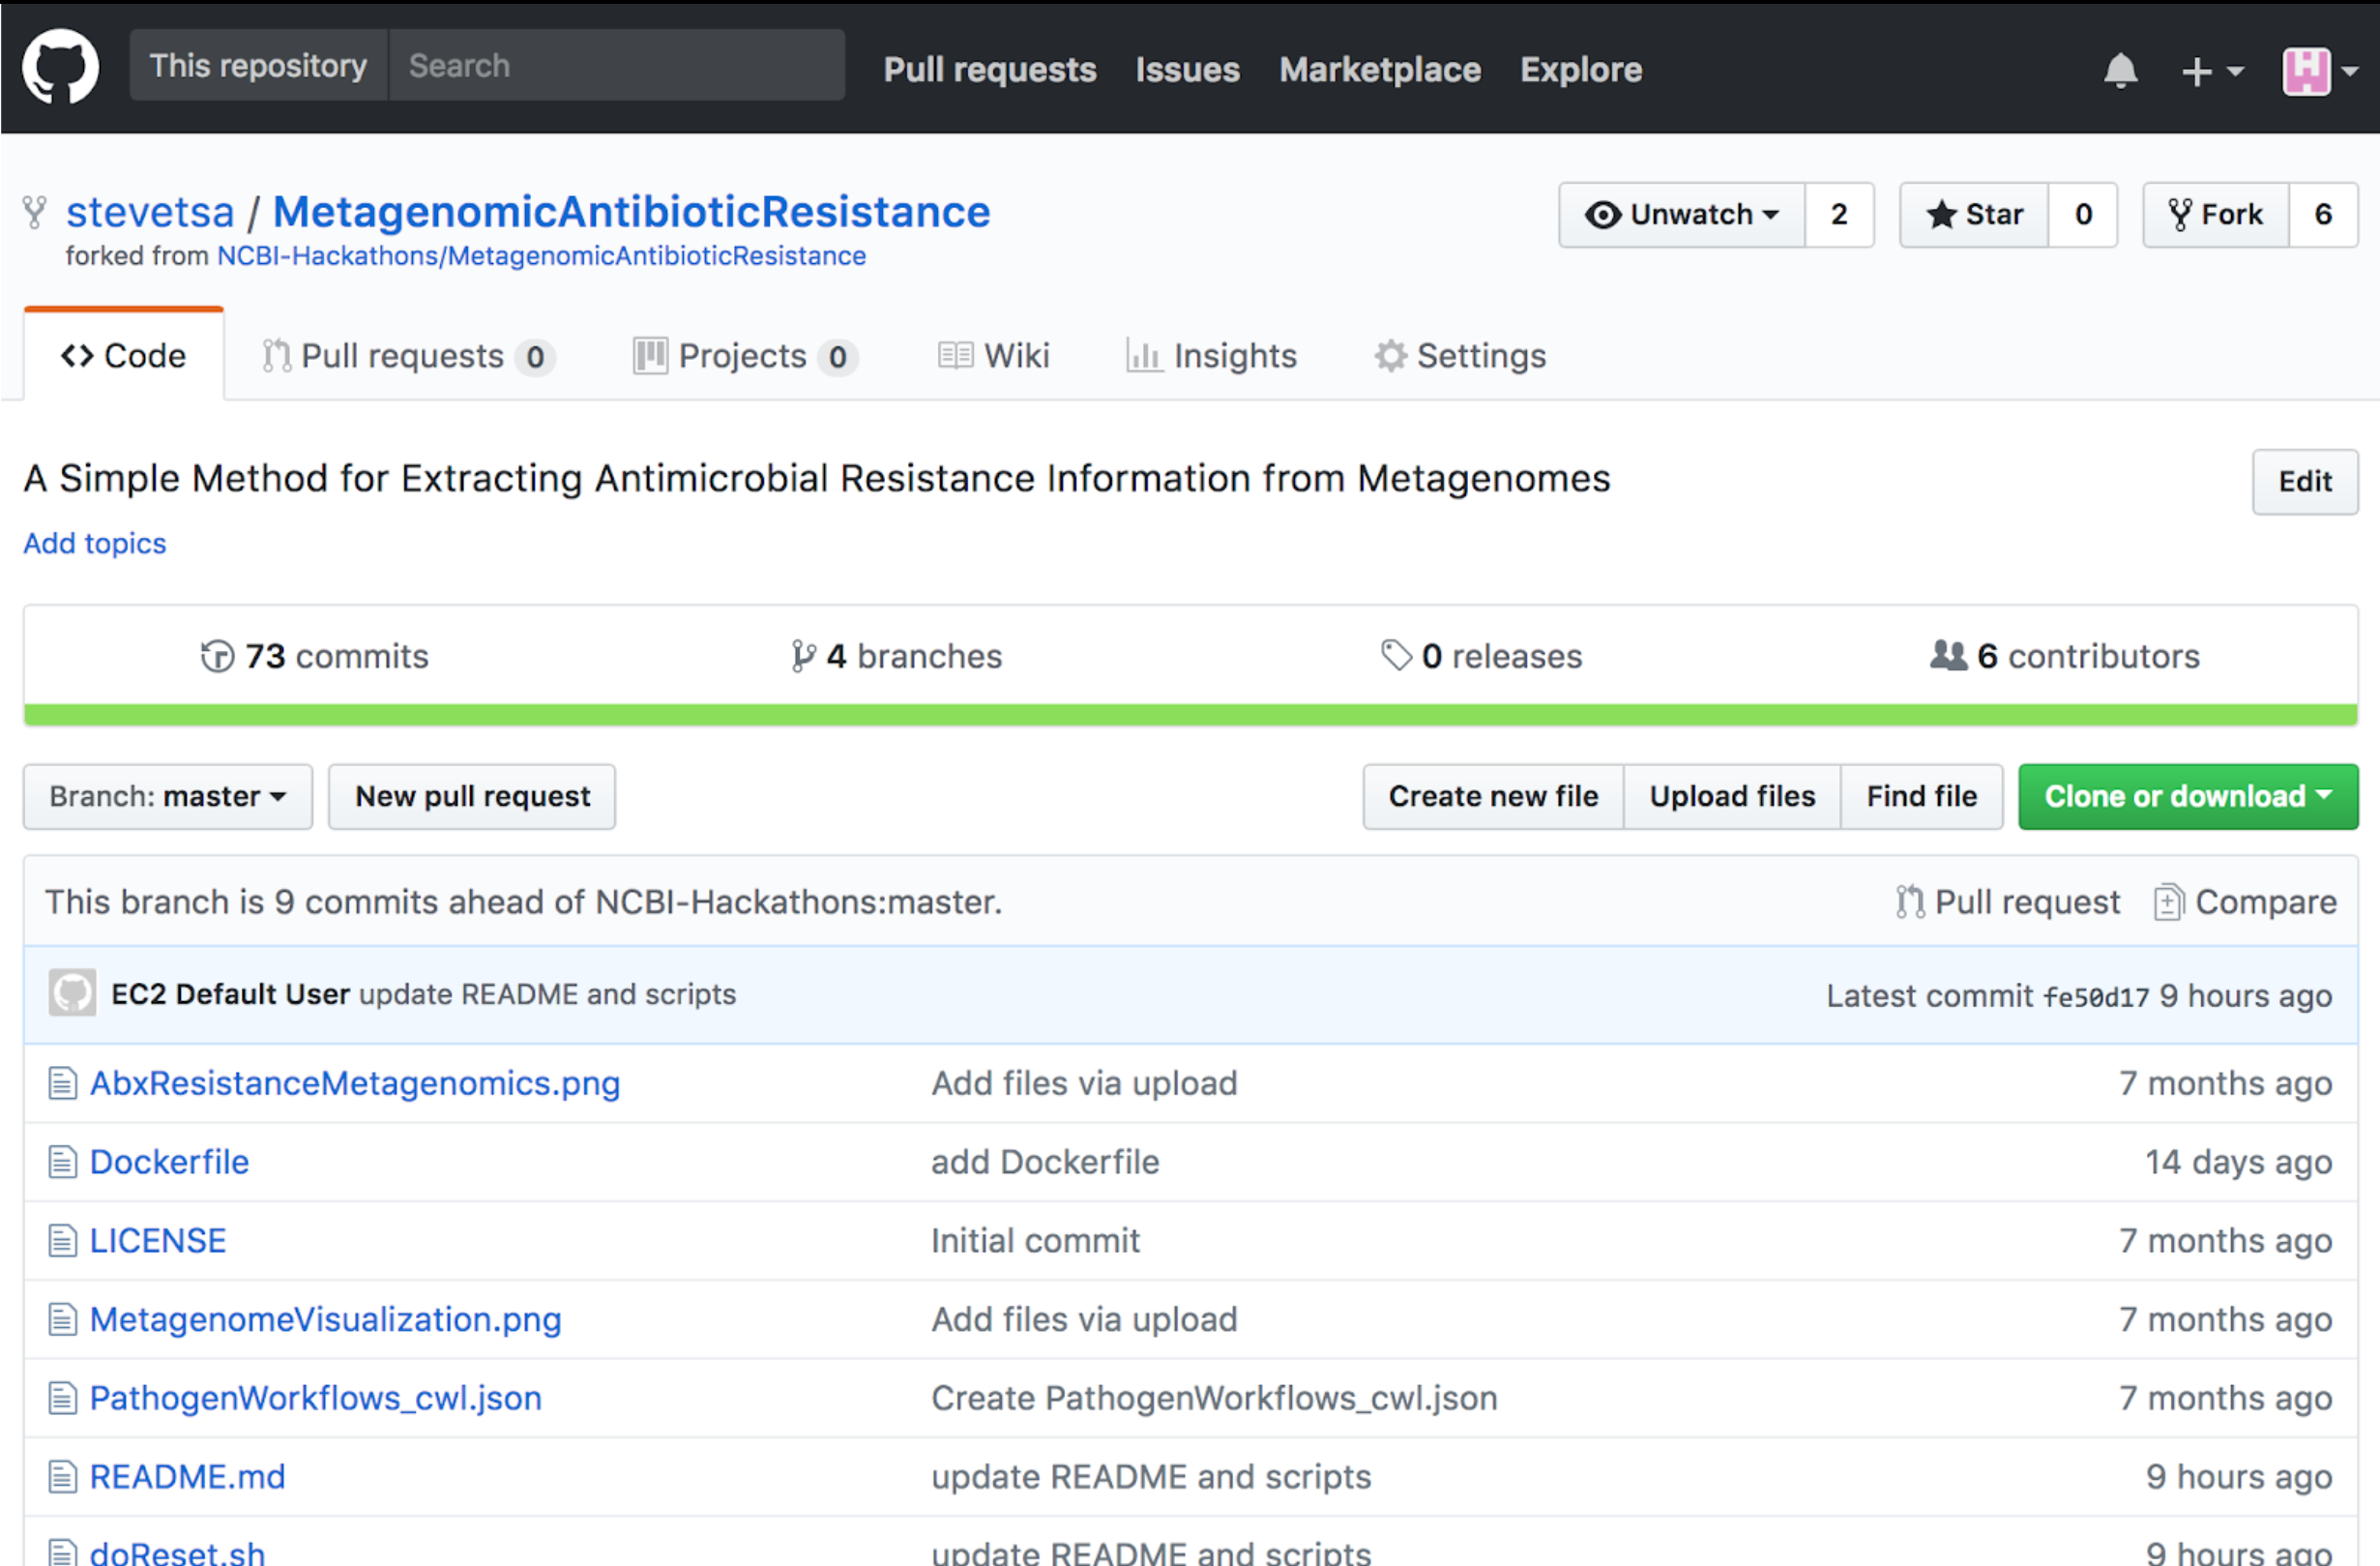 This repository Search Pull requests Issues Marketplace Explore
stevetsa / MetagenomicAntibioticResistance Unwatch 2 Star 0 Fork 6
forked from NCBI-Hackathons/MetagenomicAntibioticResistance
Code Pull requests 0 Projects 0 Wiki Insights Settings
A Simple Method for Extracting Antimicrobial Resistance Information from Metagenomes Edit
Add topics
73 commits 4 branches 0 releases 6 contributors
Branch: master New pull request Create new file Upload files Find file Clone or download
This branch is 9 commits ahead of NCBI-Hackathons:master. Pull request Compare
EC2 Default User update README and scripts Latest commit fe50d17 9 hours ago
AbxResistanceMetagenomics.png Add files via upload 7 months ago
Dockerfile add Dockerfile 14 days ago
LICENSE Initial commit 7 months ago
MetagenomeVisualization.png Add files via upload 7 months ago
PathogenWorkflows_cwl.json Create PathogenWorkflows_cwl.json 7 months ago
README.md update README and scripts 9 hours ago
doReset.sh update README and scripts 9 hours ago